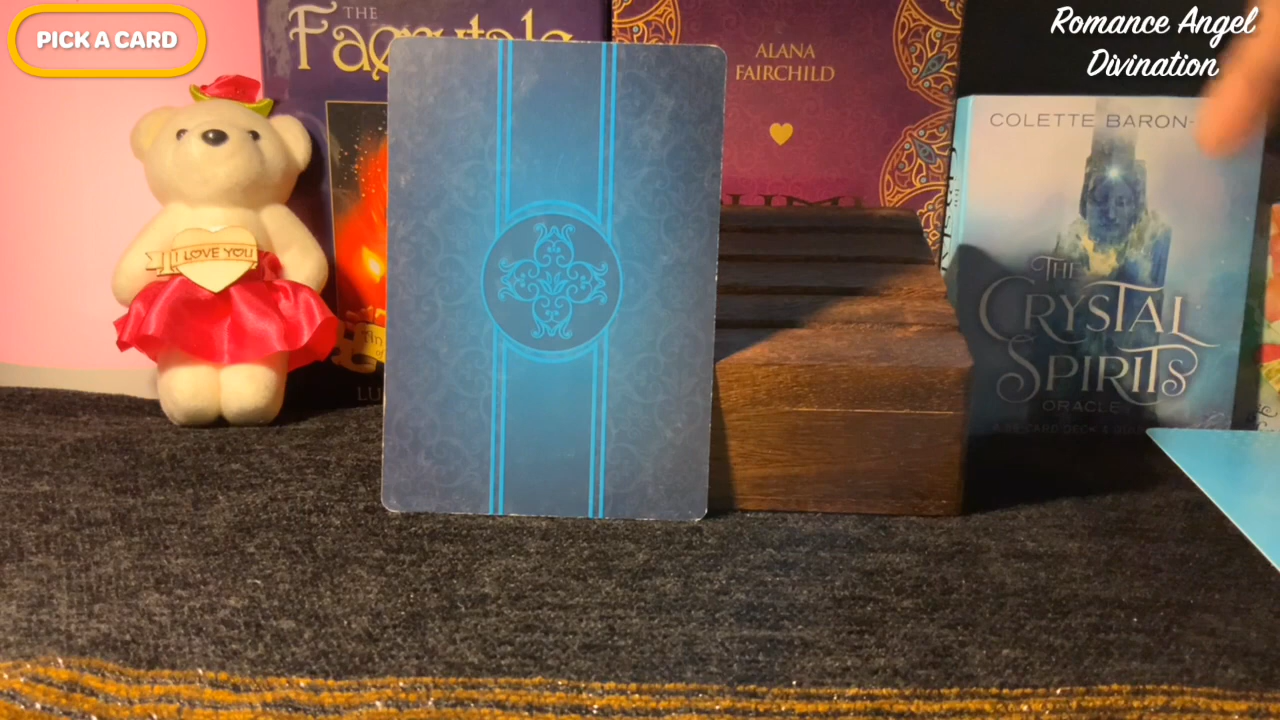 PICK A CARD
THE
Faerytale
ALANA
FAIRCHILD
Romance Angel
Divination
COLETTE BARON-
I LOVE YOU
THE
CRYSTAL
SPIRITS
ORACLE